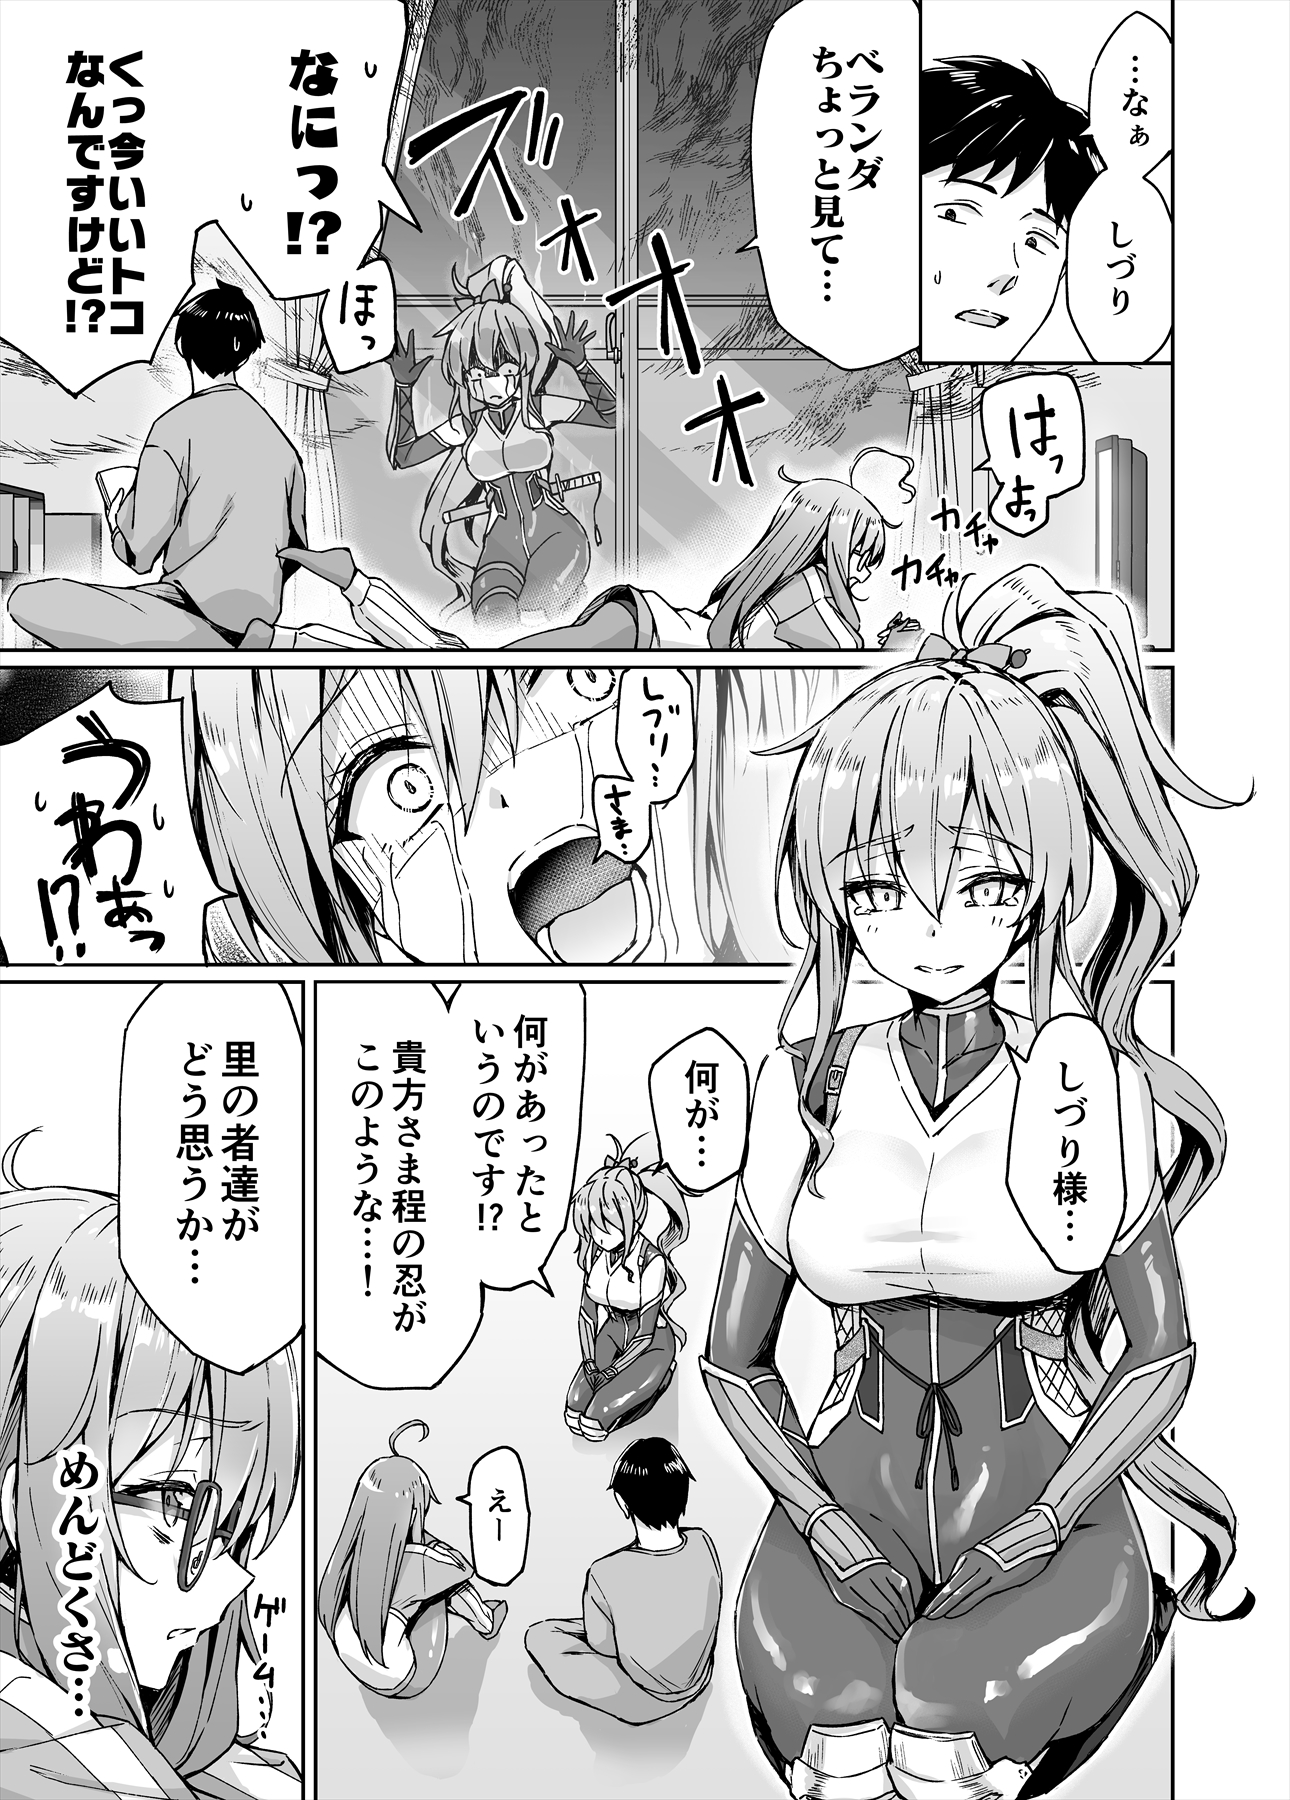 …なぁ
しづり
ベランダ
ちょっと見て…
はっ
よっ
カチャ
カチャ
ズ
オ
オ
オ
オ
なにっ!?
ほっ
くっ今いいトコ
なんですけど!?
しづり…
さま…
うわぁっ!?
しづり様…
何が…
何があったと
いうのです!?
貴方さま程の忍が
このような…！
えー
里の者達が
どう思うか…
めんどくさ…
ゲーム…